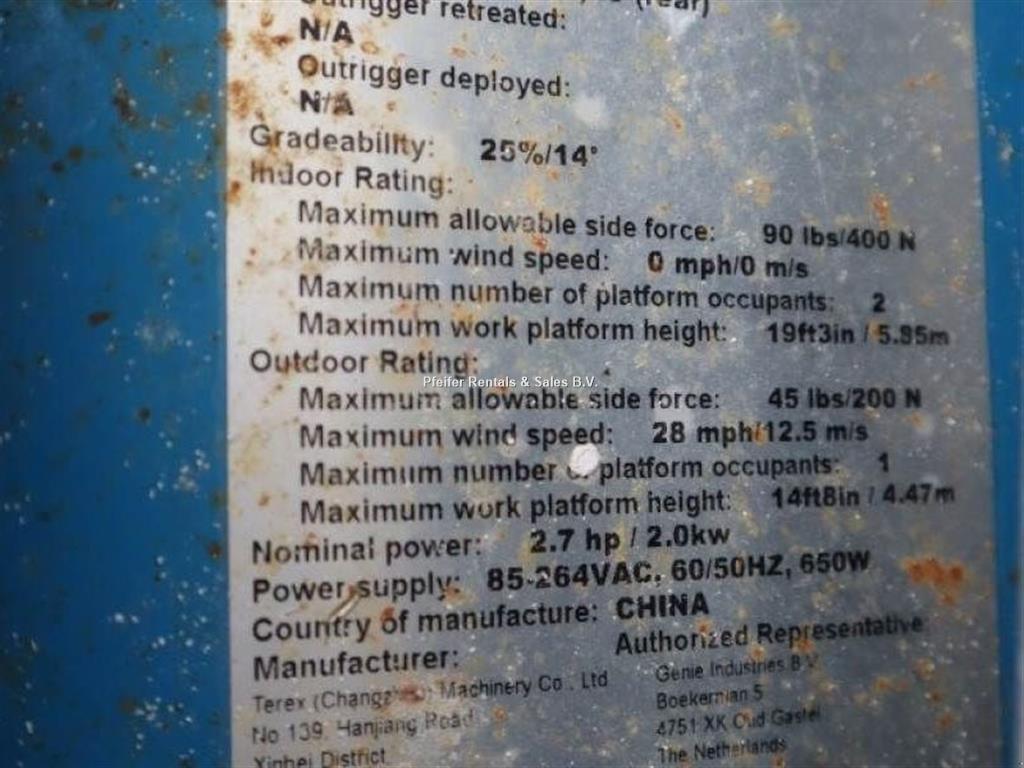 Outrigger retreated: (rear)
N/A
Outrigger deployed:
N/A
Gradeability: 25%/14°
Indoor Rating:
Maximum allowable side force: 90 lbs/400 N
Maximum wind speed: 0 mph/0 m/s
Maximum number of platform occupants: 2
Maximum work platform height: 19ft3in / 5.85m
Outdoor Rating:
Pfeifer Rentals & Sales B.V.
Maximum allowable side force: 45 lbs/200 N
Maximum wind speed: 28 mph/12.5 m/s
Maximum number platform occupants: 1
Maximum work platform height: 14ft8in / 4.47m
Nominal power: 2.7 hp / 2.0kw
Power supply: 85-264VAC, 60/50HZ, 650W
Country of manufacture: CHINA
Manufacturer: Authorized Representative
Terex Machinery Co., Ltd Genie Industries B.V.
No 139, Hanjiang Road Boekerman 5
Xinbei District 4751 XK Oud Gastel
The Netherlands